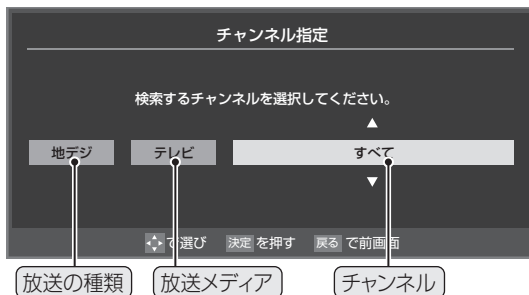 チャンネル指定
検索するチャンネルを選択してください。
▲
地デジ テレビ すべて
▼
で選び 決定 を押す 戻る で前画面
放送の種類 放送メディア チャンネル